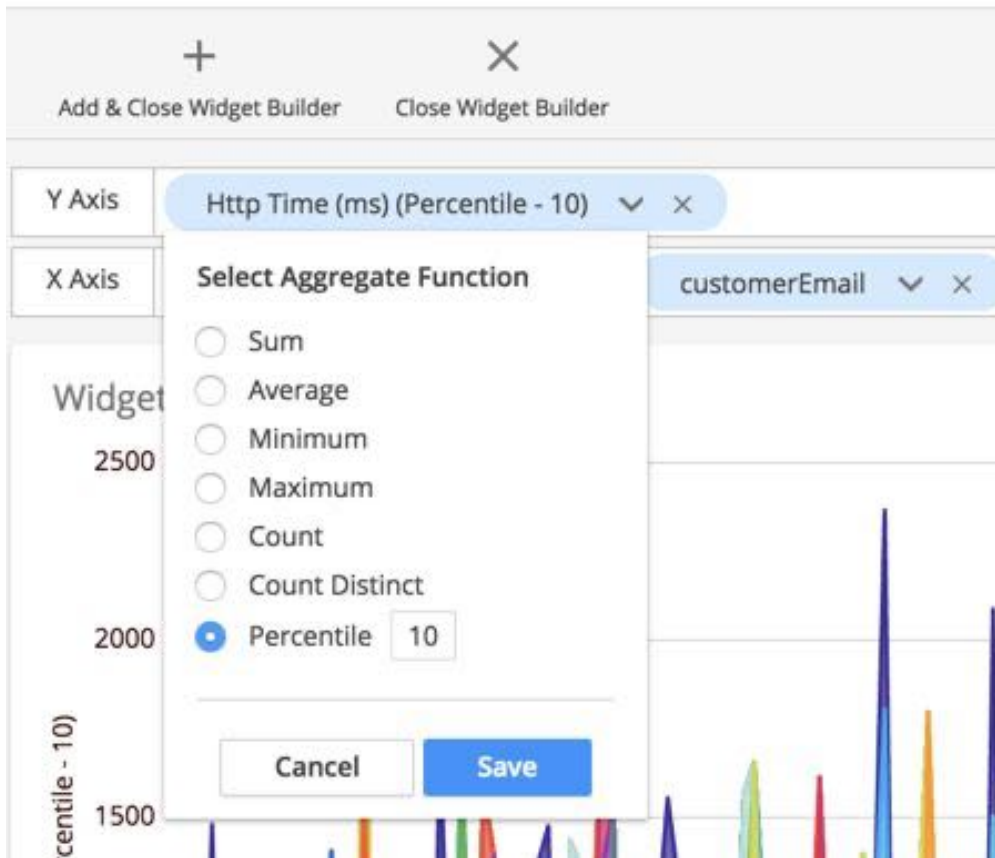 Add & Close Widget Builder
Close Widget Builder
Y Axis
Http Time (ms) (Percentile - 10)
X Axis
customerEmail
Select Aggregate Function
Sum
Average
Minimum
Maximum
Count
Count Distinct
Percentile 10
Cancel
Save
Widget
2500
2000
1500
centile - 10)